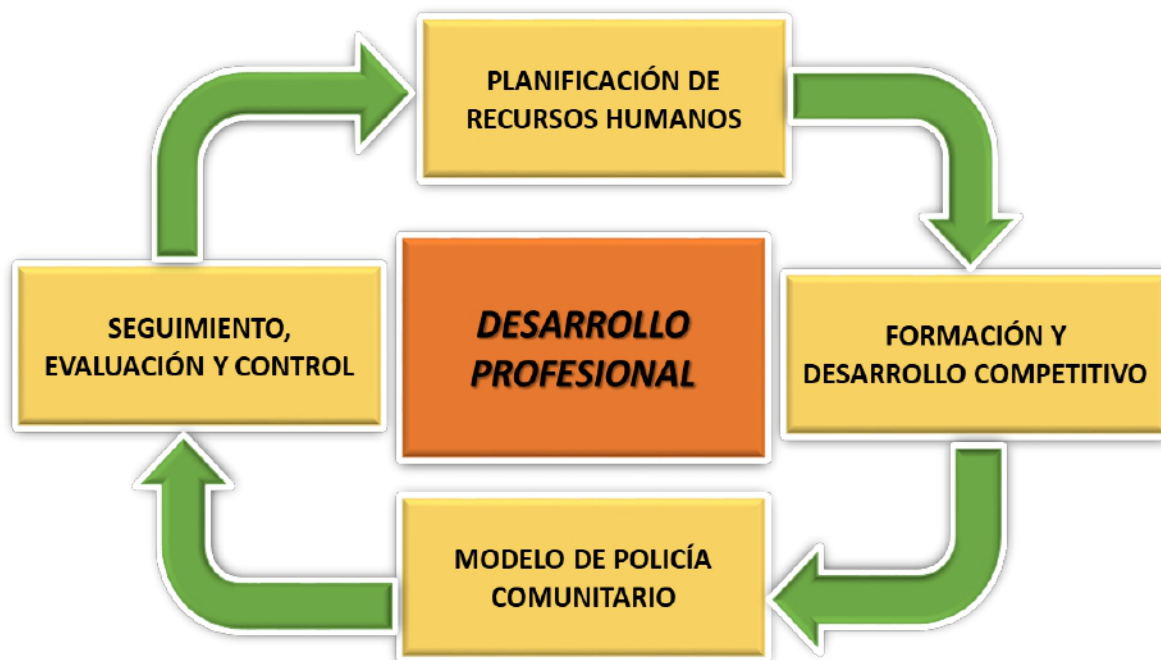 PLANIFICACIÓN DE
RECURSOS HUMANOS
SEGUIMIENTO,
EVALUACIÓN Y CONTROL
DESARROLLO
PROFESIONAL
FORMACIÓN Y
DESARROLLO COMPETITIVO
MODELO DE POLICÍA
COMUNITARIO